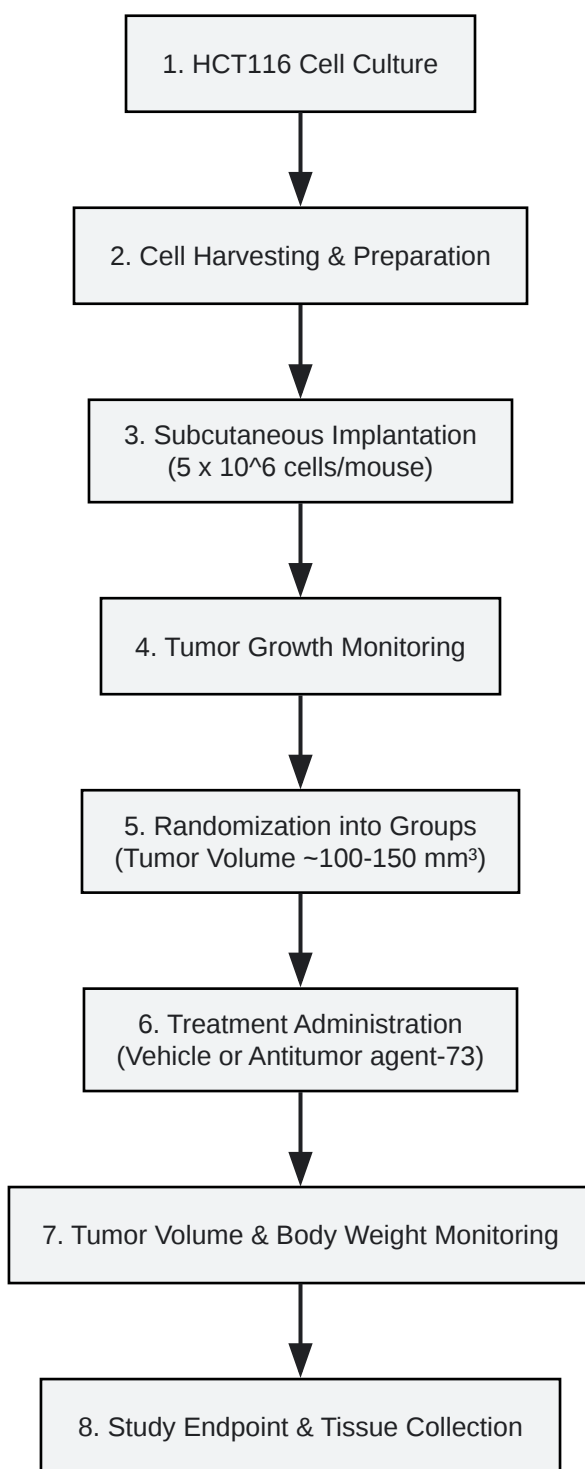 1. HCT116 Cell Culture
2. Cell Harvesting & Preparation
3. Subcutaneous Implantation
(5 x 10^6 cells/mouse)
4. Tumor Growth Monitoring
5. Randomization into Groups
(Tumor Volume ~100-150 mm³)
6. Treatment Administration
(Vehicle or Antitumor agent-73)
7. Tumor Volume & Body Weight Monitoring
8. Study Endpoint & Tissue Collection